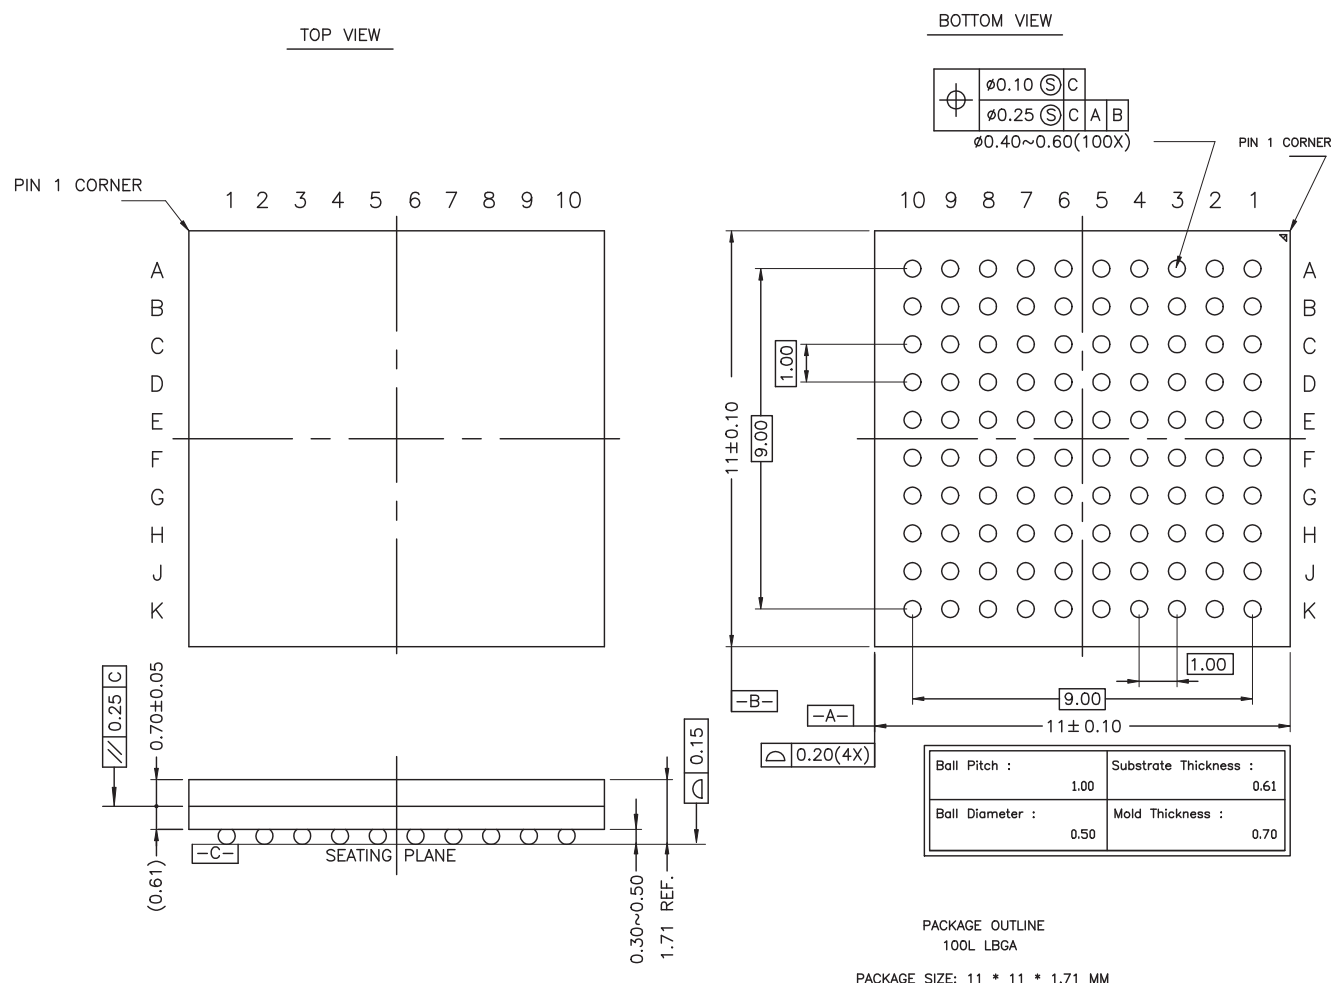 TOP VIEW
BOTTOM VIEW
ø0.10 Ⓢ C
ø0.25 Ⓢ C A B
ø0.40~0.60(100X)
PIN 1 CORNER
PIN 1 CORNER
1 2 3 4 5 6 7 8 9 10
10 9 8 7 6 5 4 3 2 1
A
B
C
D
E
F
G
H
J
K
A
B
C
D
E
F
G
H
J
K
1.00
9.00
11±0.10
1.00
9.00
11±0.10
-B-
-A-
⌓ 0.20(4X)
// 0.25 C
0.70±0.05
(0.61)
-C-
SEATING PLANE
⌓ 0.15
0.30~0.50
1.71 REF.
Ball Pitch : 1.00
Substrate Thickness : 0.61
Ball Diameter : 0.50
Mold Thickness : 0.70
PACKAGE OUTLINE
100L LBGA
PACKAGE SIZE: 11 * 11 * 1.71 MM